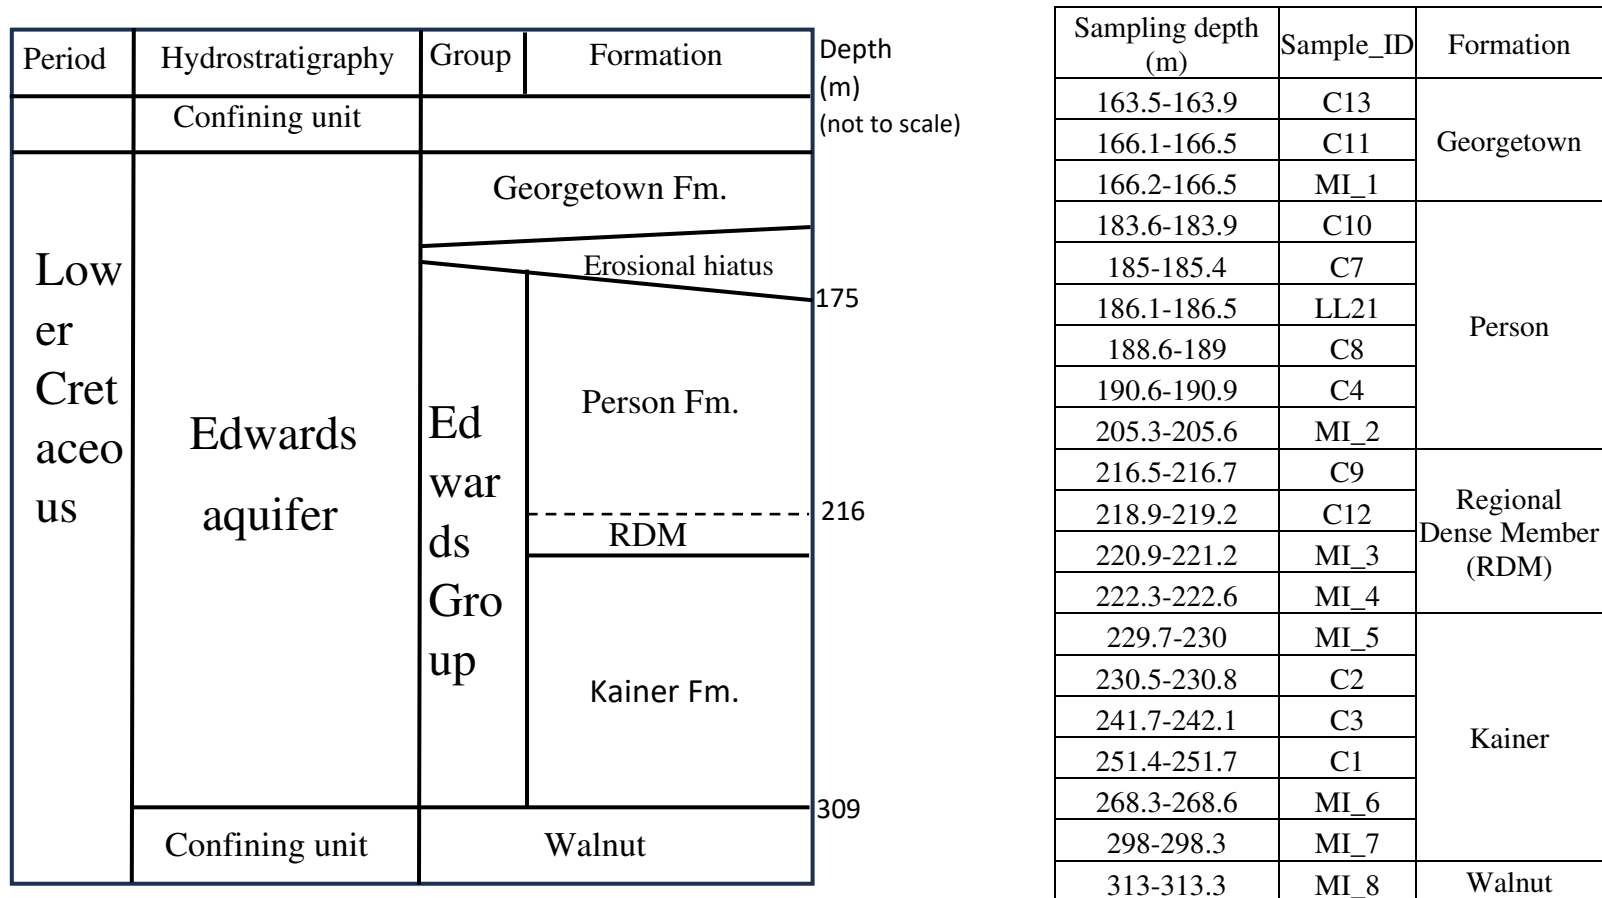 Period Hydrostratigraphy Group Formation Depth
(m)
(not to scale)
Confining unit
Georgetown Fm.
Erosional hiatus
175
Low
er
Cret
aceo
us
Edwards
aquifer
Ed
war
ds
Gro
up
Person Fm.
216
RDM
Kainer Fm.
309
Confining unit Walnut
Sampling depth
(m) Sample_ID Formation
163.5-163.9 C13
166.1-166.5 C11 Georgetown
166.2-166.5 MI_1
183.6-183.9 C10
185-185.4 C7
186.1-186.5 LL21
Person
188.6-189 C8
190.6-190.9 C4
205.3-205.6 MI_2
216.5-216.7 C9
Regional
218.9-219.2 C12
Dense Member
220.9-221.2 MI_3
(RDM)
222.3-222.6 MI_4
229.7-230 MI_5
230.5-230.8 C2
241.7-242.1 C3
Kainer
251.4-251.7 C1
268.3-268.6 MI_6
298-298.3 MI_7
313-313.3 MI_8 Walnut